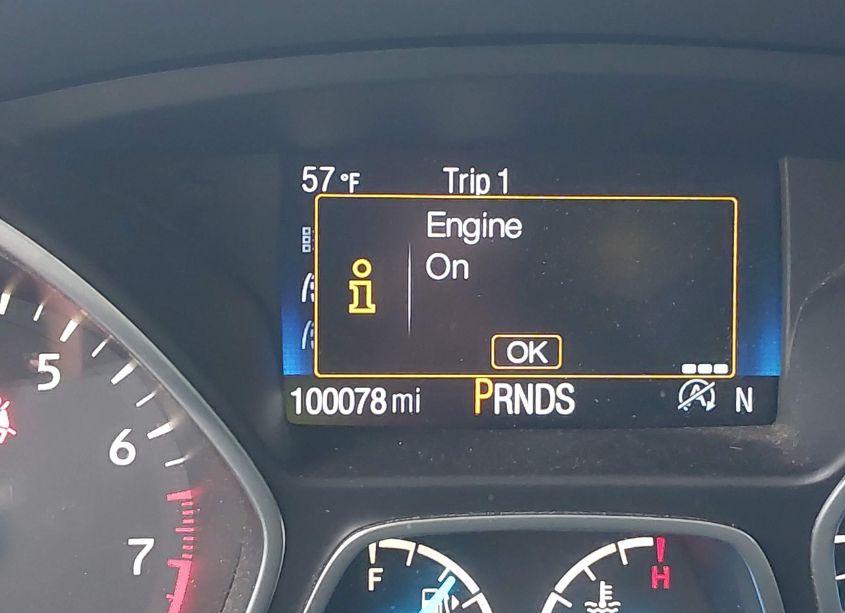 57 °F Trip 1
Engine
On
OK
100078 mi PRNDS N
5
6
7
F
H